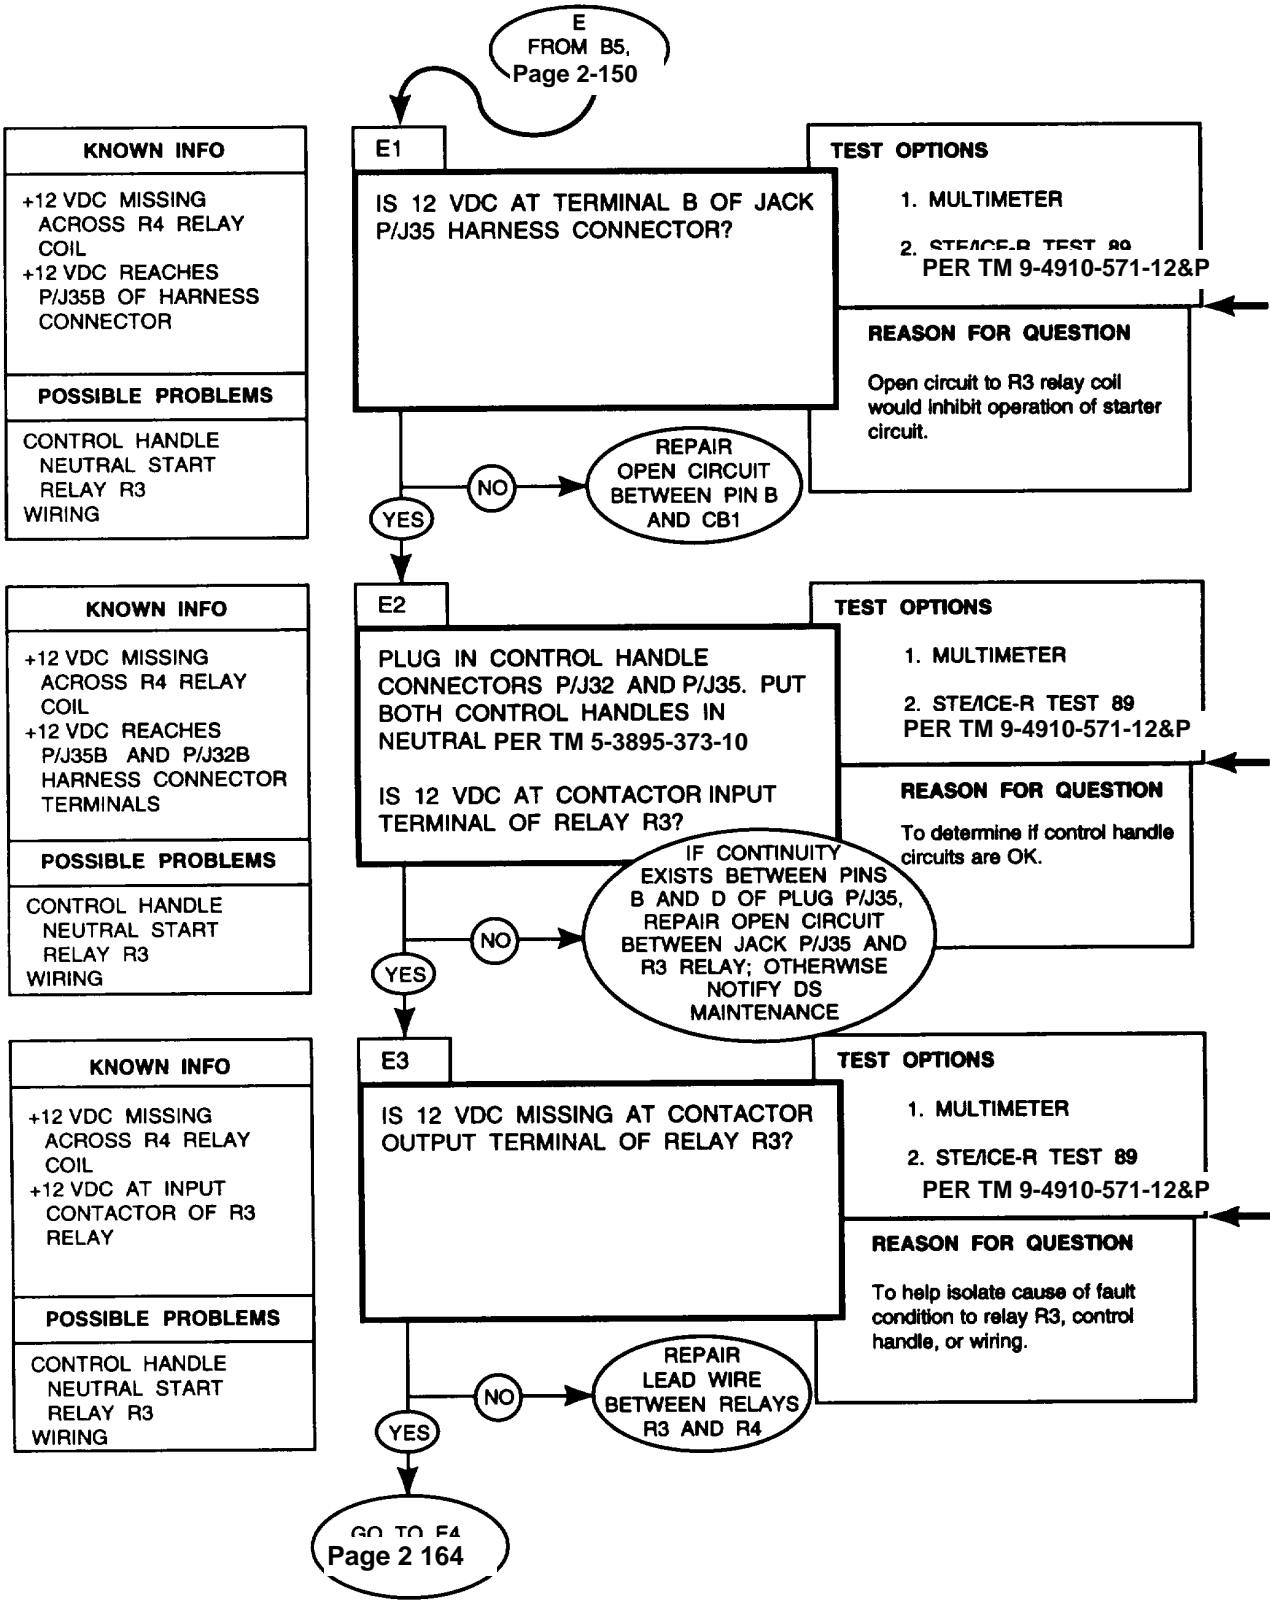 E
FROM B5,
Page 2-150
KNOWN INFO
+12 VDC MISSING
ACROSS R4 RELAY
COIL
+12 VDC REACHES
P/J35B OF HARNESS
CONNECTOR
POSSIBLE PROBLEMS
CONTROL HANDLE
NEUTRAL START
RELAY R3
WIRING
E1
IS 12 VDC AT TERMINAL B OF JACK
P/J35 HARNESS CONNECTOR?
TEST OPTIONS
1. MULTIMETER
2. STE/ICE-R TEST 89
PER TM 9-4910-571-12&P
REASON FOR QUESTION
Open circuit to R3 relay coil
would inhibit operation of starter
circuit.
NO
REPAIR
OPEN CIRCUIT
BETWEEN PIN B
AND CB1
YES
KNOWN INFO
+12 VDC MISSING
ACROSS R4 RELAY
COIL
+12 VDC REACHES
P/J35B AND P/J32B
HARNESS CONNECTOR
TERMINALS
POSSIBLE PROBLEMS
CONTROL HANDLE
NEUTRAL START
RELAY R3
WIRING
E2
PLUG IN CONTROL HANDLE
CONNECTORS P/J32 AND P/J35. PUT
BOTH CONTROL HANDLES IN
NEUTRAL PER TM 5-3895-373-10
IS 12 VDC AT CONTACTOR INPUT
TERMINAL OF RELAY R3?
TEST OPTIONS
1. MULTIMETER
2. STE/ICE-R TEST 89
PER TM 9-4910-571-12&P
REASON FOR QUESTION
To determine if control handle
circuits are OK.
NO
IF CONTINUITY
EXISTS BETWEEN PINS
B AND D OF PLUG P/J35,
REPAIR OPEN CIRCUIT
BETWEEN JACK P/J35 AND
R3 RELAY; OTHERWISE
NOTIFY DS
MAINTENANCE
YES
KNOWN INFO
+12 VDC MISSING
ACROSS R4 RELAY
COIL
+12 VDC AT INPUT
CONTACTOR OF R3
RELAY
POSSIBLE PROBLEMS
CONTROL HANDLE
NEUTRAL START
RELAY R3
WIRING
E3
IS 12 VDC MISSING AT CONTACTOR
OUTPUT TERMINAL OF RELAY R3?
TEST OPTIONS
1. MULTIMETER
2. STE/ICE-R TEST 89
PER TM 9-4910-571-12&P
REASON FOR QUESTION
To help isolate cause of fault
condition to relay R3, control
handle, or wiring.
NO
REPAIR
LEAD WIRE
BETWEEN RELAYS
R3 AND R4
YES
GO TO E4
Page 2 164